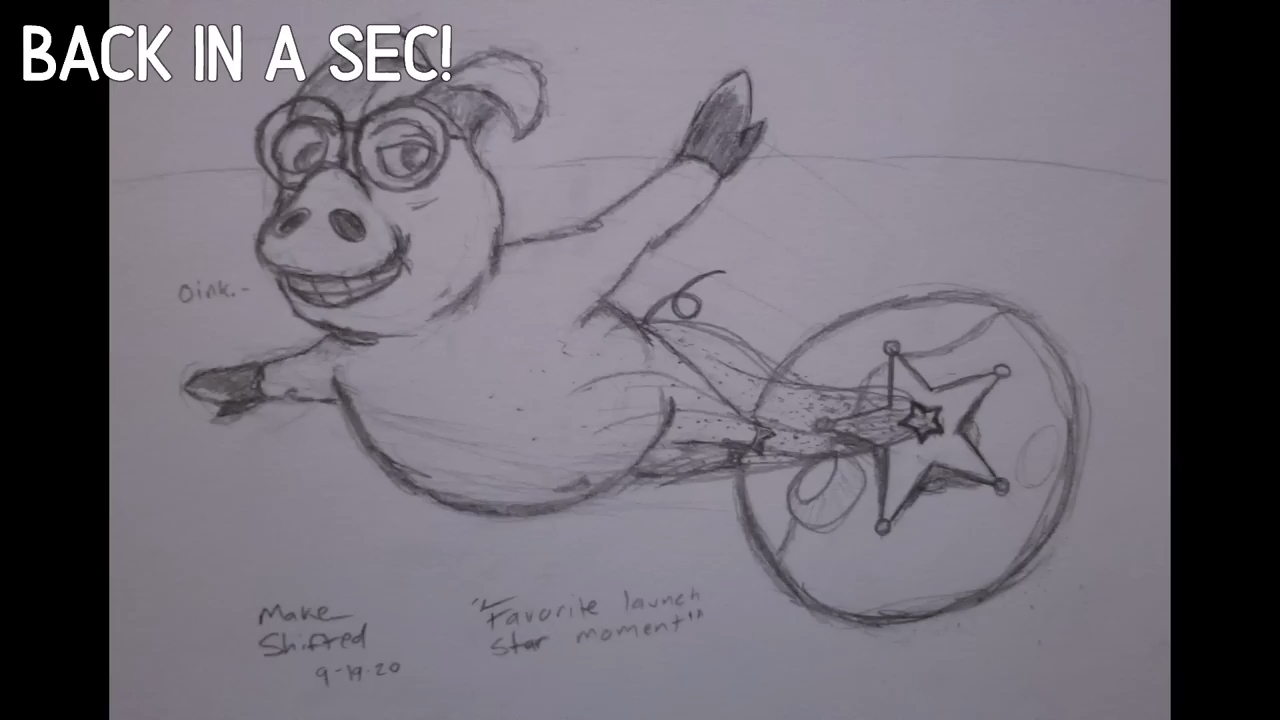 BACK IN A SEC!
Oink.-
Make
Shifted
9-19-20
"Favorite launch
Star moment"